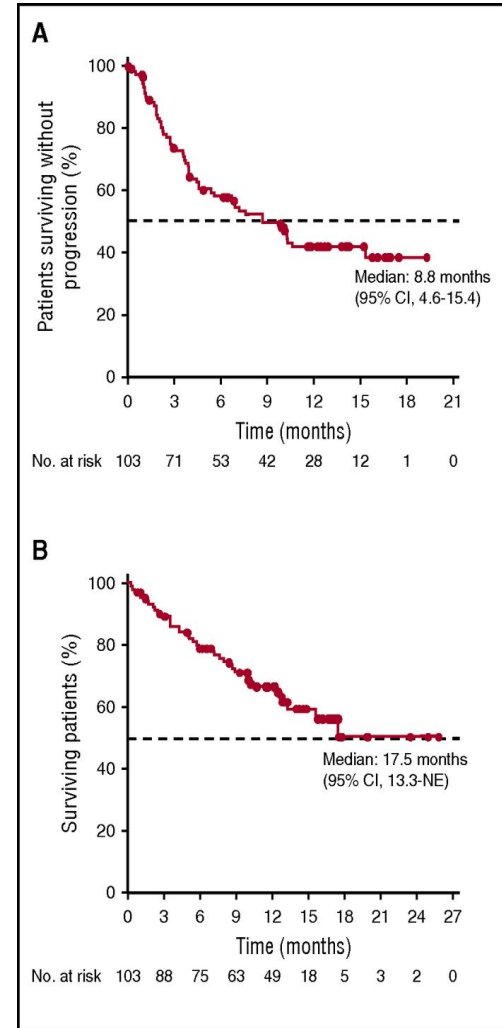 A
Patients surviving without
progression (%)
100
80
60
40
20
0
Median: 8.8 months
(95% CI, 4.6-15.4)
0 3 6 9 12 15 18 21
Time (months)
No. at risk 103 71 53 42 28 12 1 0
B
Surviving patients (%)
100
80
60
40
20
0
Median: 17.5 months
(95% CI, 13.3-NE)
0 3 6 9 12 15 18 21 24 27
Time (months)
No. at risk 103 88 75 63 49 18 5 3 2 0